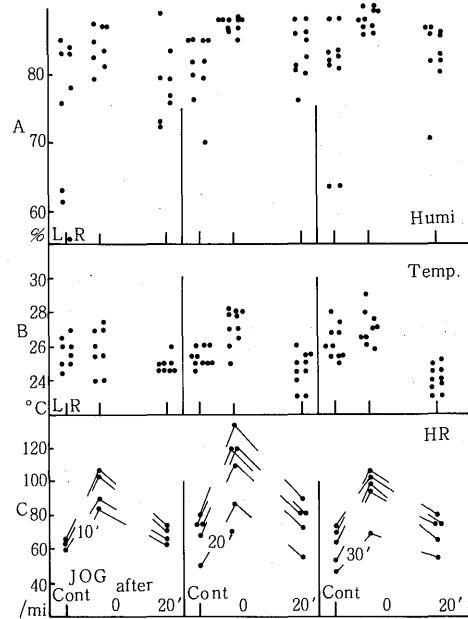 80
A
70
60
% L R Humi
30 Temp.
28
B
26
24
°C L R
120 HR
100
C
80
10' 20' 30'
60
40 JOG after
/mi Cont 0 20' Cont 0 20' Cont 0 20'